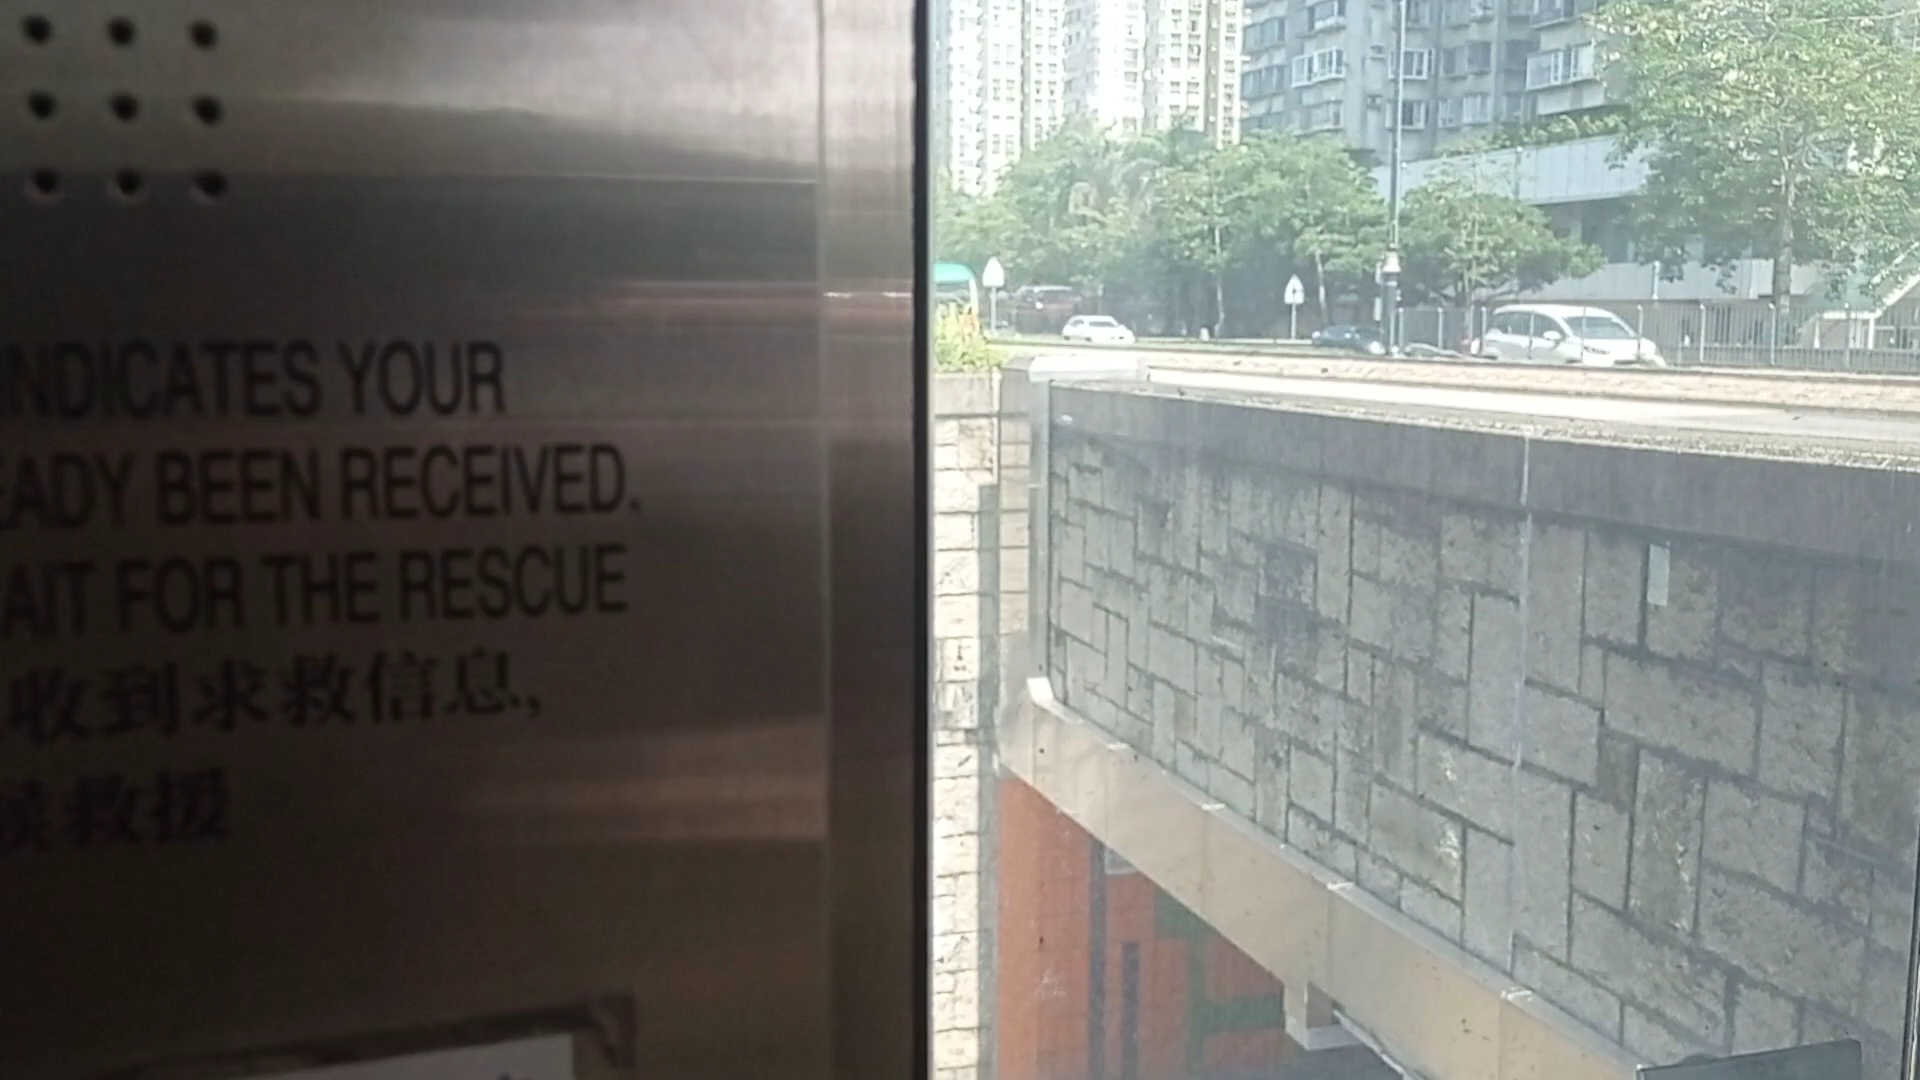 INDICATES YOUR
EADY BEEN RECEIVED.
AIT FOR THE RESCUE
收到求救信息,
候救援